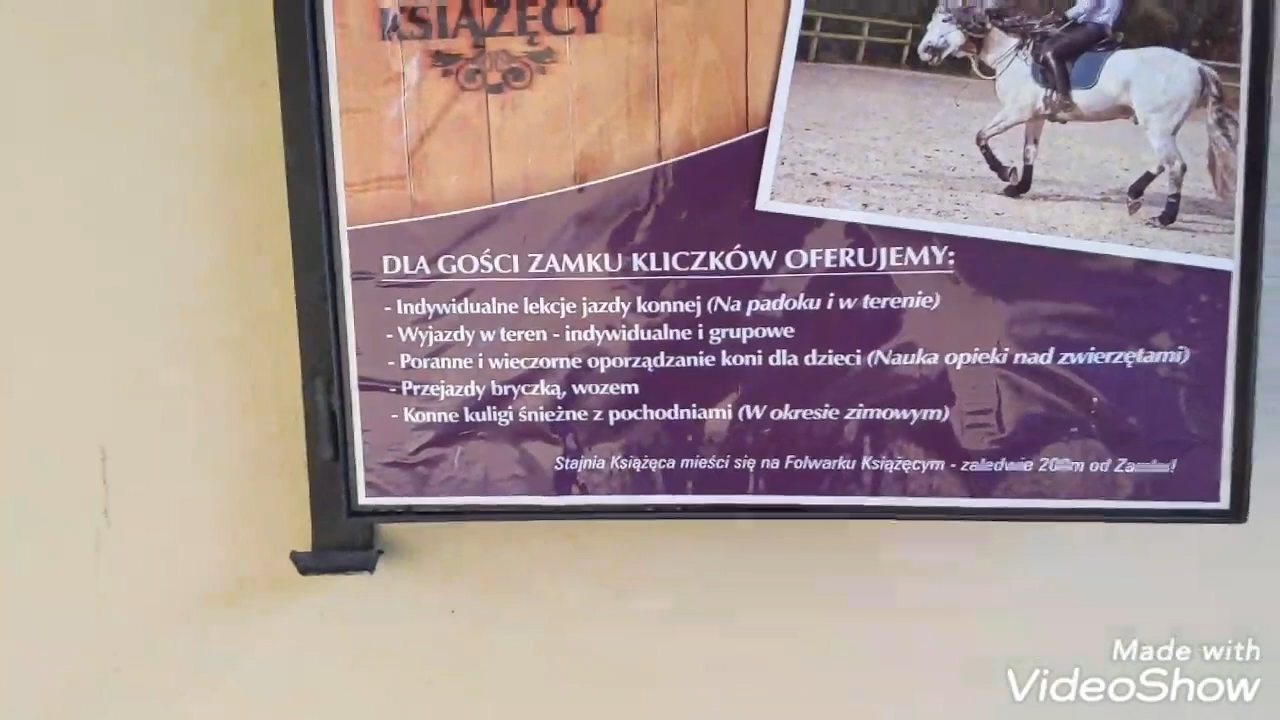 KSIĄŻĘCY
DLA GOŚCI ZAMKU KLICZKÓW OFERUJEMY:
- Indywidualne lekcje jazdy konnej (Na padoku i w terenie)
- Wyjazdy w teren - indywidualne i grupowe
- Poranne i wieczorne oporządzanie koni dla dzieci (Nauka opieki nad zwierzętami)
- Przejazdy bryczką, wozem
- Konne kuligi śnieżne z pochodniami (W okresie zimowym)
Stajnia Książęca mieści się na Folwarku Książęcym - zaledwie 200m od Zamku!
Made with
VideoShow